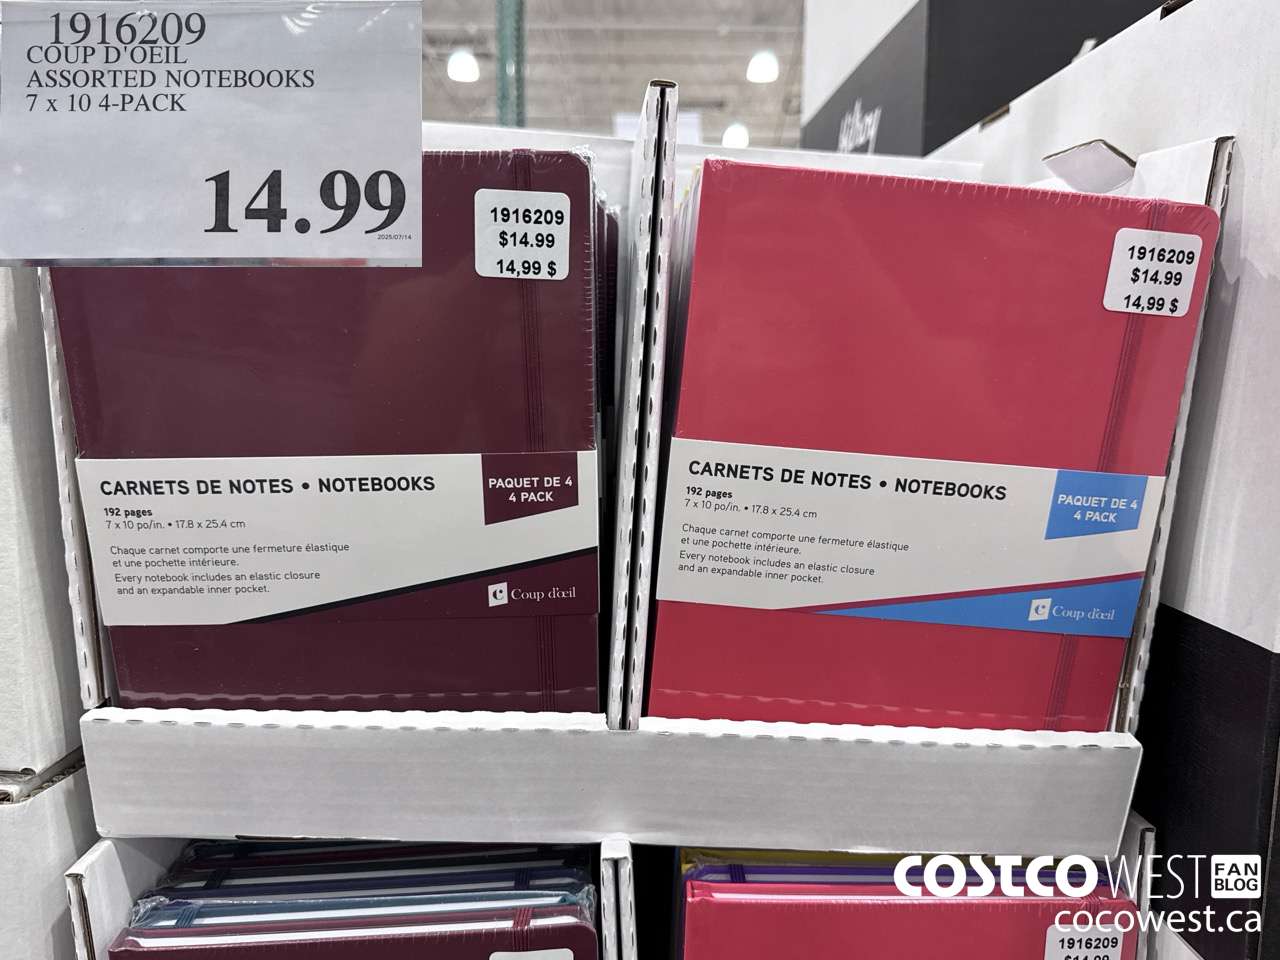 1916209
COUP D'OEIL
ASSORTED NOTEBOOKS
7 x 10 4-PACK
14.99
2025/07/14
1916209
$14.99
14,99 $
1916209
$14.99
14,99 $
CARNETS DE NOTES • NOTEBOOKS
192 pages
7 x 10 po/in. • 17.8 x 25.4 cm
Chaque carnet comporte une fermeture élastique
et une pochette intérieure.
Every notebook includes an elastic closure
and an expandable inner pocket.
PAQUET DE 4
4 PACK
Coup d'œil
CARNETS DE NOTES • NOTEBOOKS
192 pages
7 x 10 po/in. • 17.8 x 25.4 cm
Chaque carnet comporte une fermeture élastique
et une pochette intérieure.
Every notebook includes an elastic closure
and an expandable inner pocket.
PAQUET DE 4
4 PACK
Coup d'œil
COSTCO WEST FAN BLOG
cocowest.ca
1916209
$14.99